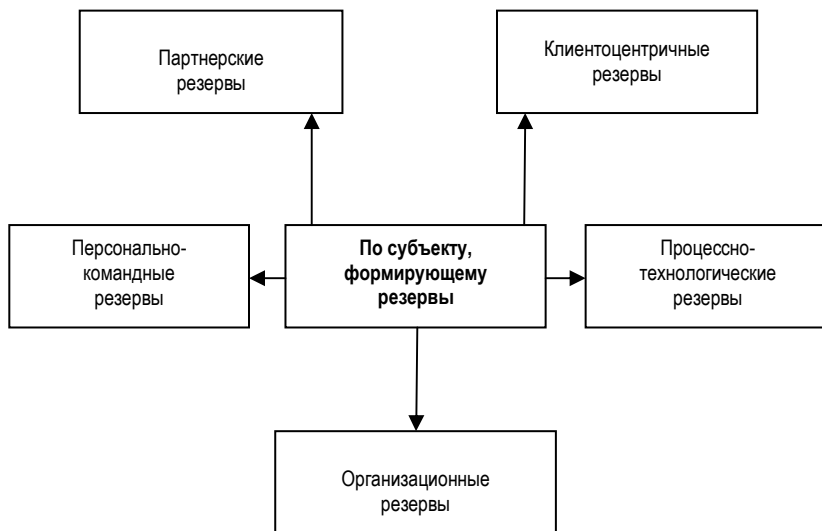 Партнерские
резервы
Клиентоцентричные
резервы
Персонально-
командные
резервы
По субъекту,
формирующему
резервы
Процессно-
технологические
резервы
Организационные
резервы